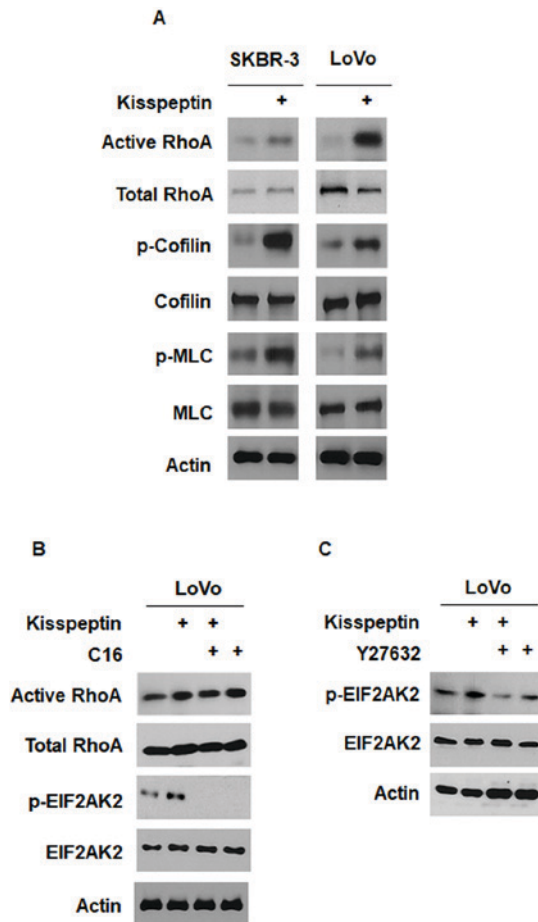 A
SKBR-3 LoVo
Kisspeptin + +
Active RhoA
Total RhoA
p-Cofilin
Cofilin
p-MLC
MLC
Actin
B
LoVo
Kisspeptin + +
C16 + +
Active RhoA
Total RhoA
p-EIF2AK2
EIF2AK2
Actin
C
LoVo
Kisspeptin + +
Y27632 + +
p-EIF2AK2
EIF2AK2
Actin